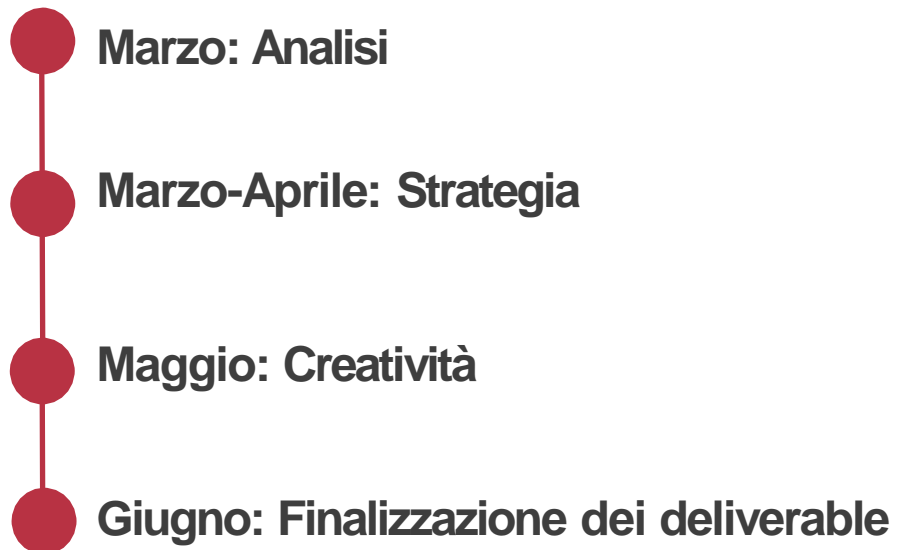 Marzo: Analisi
Marzo-Aprile: Strategia
Maggio: Creatività
Giugno: Finalizzazione dei deliverable